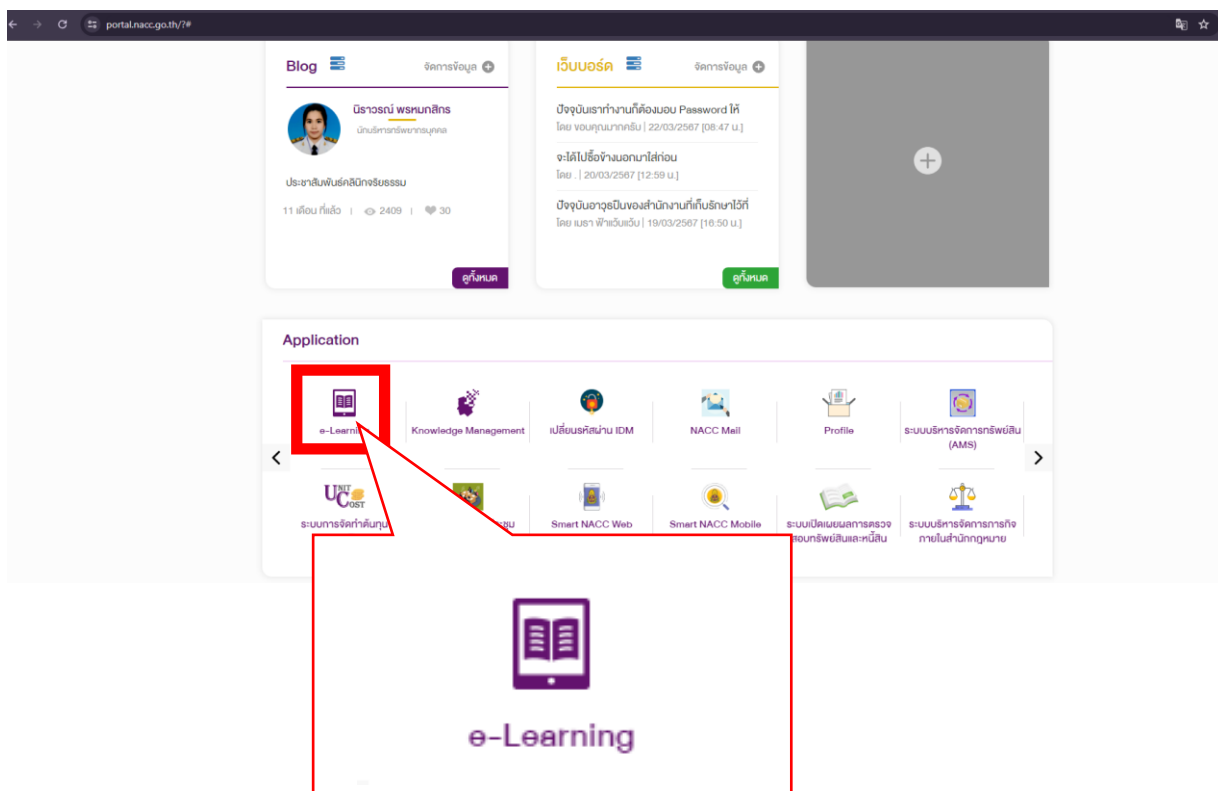 portal.nacc.go.th/?#
Blog
จัดการข้อมูล
นิราวรณ์ พรหมกสิกร
นักบริหารทรัพยากรบุคคล
ประชาสัมพันธ์คลินิกจริยธรรม
11 เดือน ที่แล้ว | 2409 | 30
ดูทั้งหมด
เว็บบอร์ด
จัดการข้อมูล
ปัจจุบันเราทำงานก็ต้องมอบ Password ให้
โดย ขอบคุณมากครับ | 22/03/2567 [08:47 น.]
จะได้ไปซื้อข้างนอกมาใส่ก่อน
โดย . | 20/03/2567 [12:59 น.]
ปัจจุบันอาวุธปืนของสำนักงานที่เก็บรักษาไว้ที่
โดย เมธา ฟ้าแว๊บแว๊บ | 19/03/2567 [16:50 น.]
ดูทั้งหมด
Application
e-Learning
Knowledge Management
เปลี่ยนรหัสผ่าน IDM
NACC Mail
Profile
ระบบบริหารจัดการทรัพย์สิน
(AMS)
UNIT
COST
ระบบการจัดทำต้นทุน
Smart NACC Web
Smart NACC Mobile
ระบบเปิดเผยผลการตรวจ
สอบทรัพย์สินและหนี้สิน
ระบบบริหารจัดการภารกิจ
ภายในสำนักกฎหมาย
e-Learning